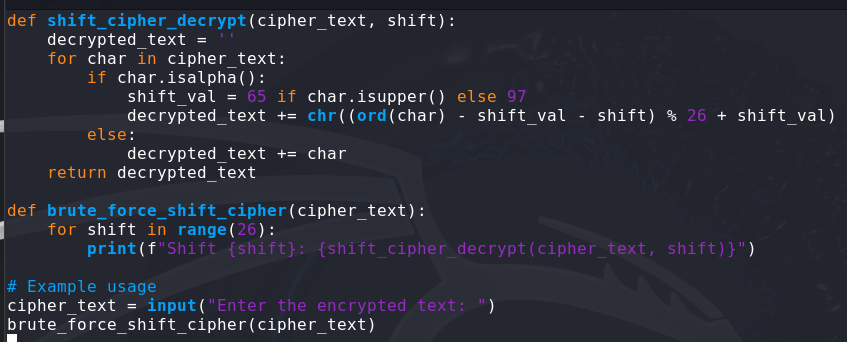 def shift_cipher_decrypt(cipher_text, shift):
    decrypted_text = ''
    for char in cipher_text:
        if char.isalpha():
            shift_val = 65 if char.isupper() else 97
            decrypted_text += chr((ord(char) - shift_val - shift) % 26 + shift_val)
        else:
            decrypted_text += char
    return decrypted_text

def brute_force_shift_cipher(cipher_text):
    for shift in range(26):
        print(f"Shift {shift}: {shift_cipher_decrypt(cipher_text, shift)}")

# Example usage
cipher_text = input("Enter the encrypted text: ")
brute_force_shift_cipher(cipher_text)